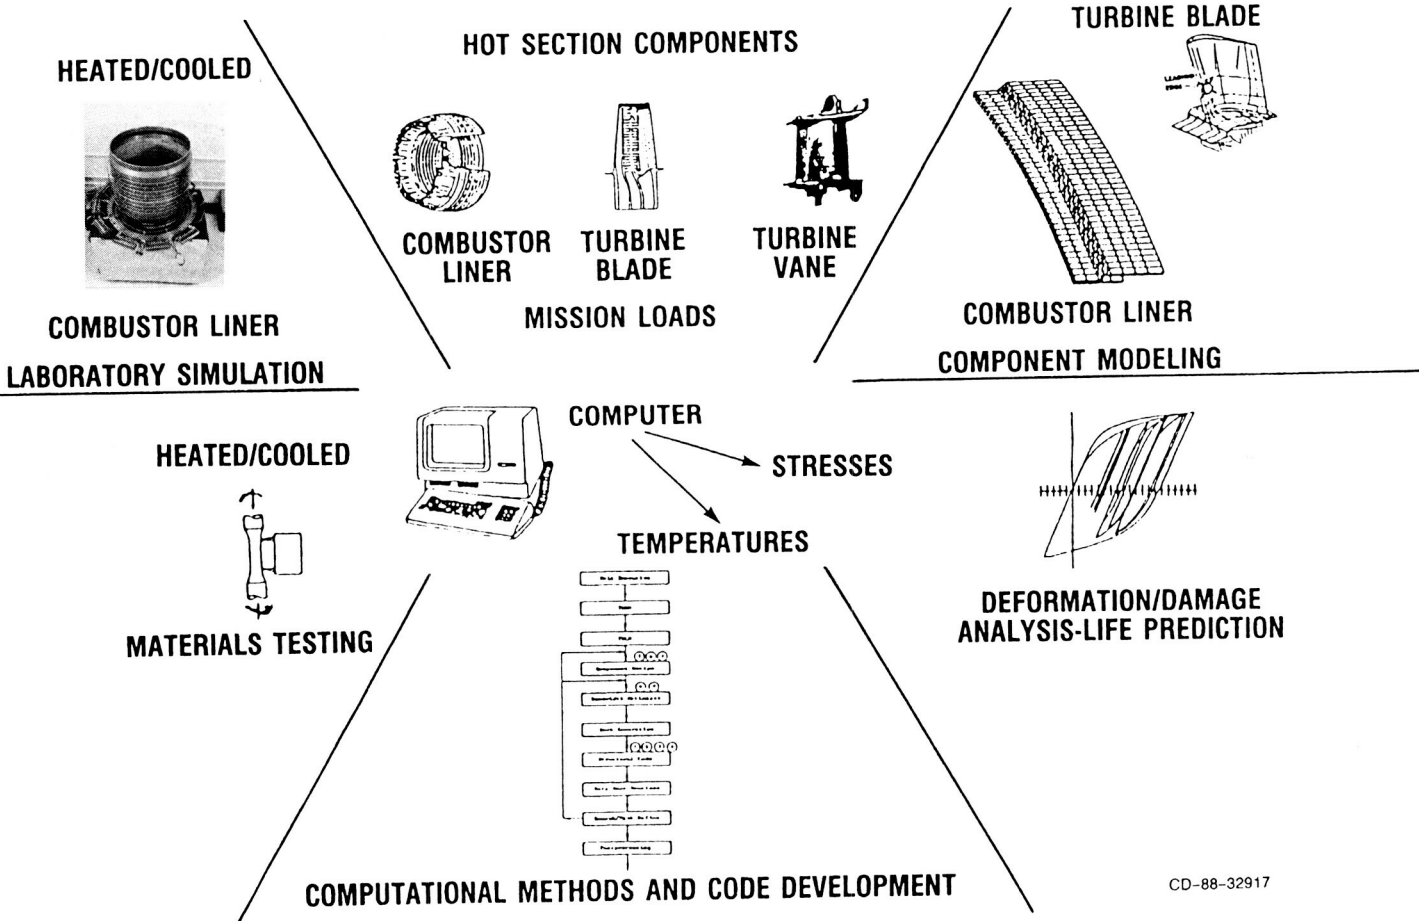 HEATED/COOLED
COMBUSTOR LINER
LABORATORY SIMULATION
HOT SECTION COMPONENTS
COMBUSTOR
LINER
TURBINE
BLADE
TURBINE
VANE
MISSION LOADS
TURBINE BLADE
COMBUSTOR LINER
COMPONENT MODELING
HEATED/COOLED
MATERIALS TESTING
COMPUTER
STRESSES
TEMPERATURES
DEFORMATION/DAMAGE
ANALYSIS-LIFE PREDICTION
COMPUTATIONAL METHODS AND CODE DEVELOPMENT
CD-88-32917